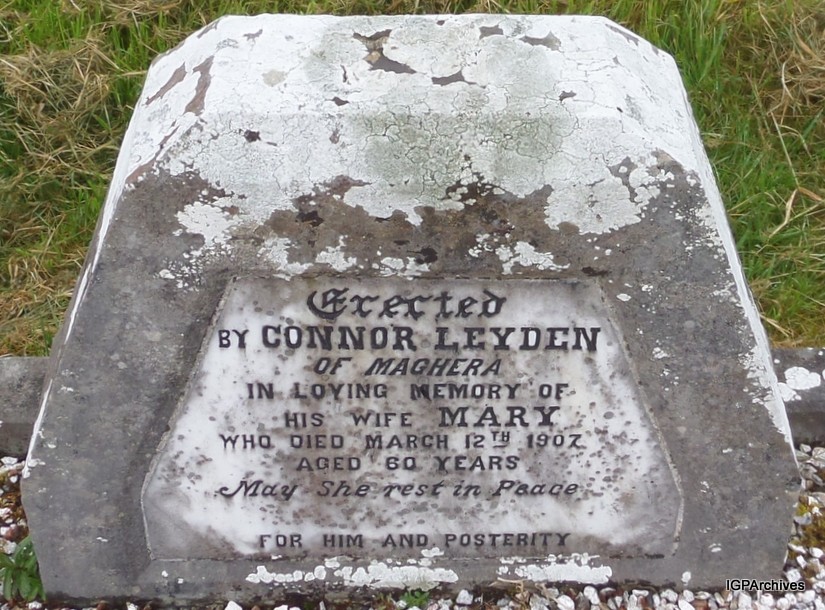 Erected
BY CONNOR LEYDEN
OF MAGHERA
IN LOVING MEMORY OF
HIS WIFE MARY
WHO DIED MARCH 12TH 1907
AGED 60 YEARS
May She rest in Peace
FOR HIM AND POSTERITY
IGPArchives